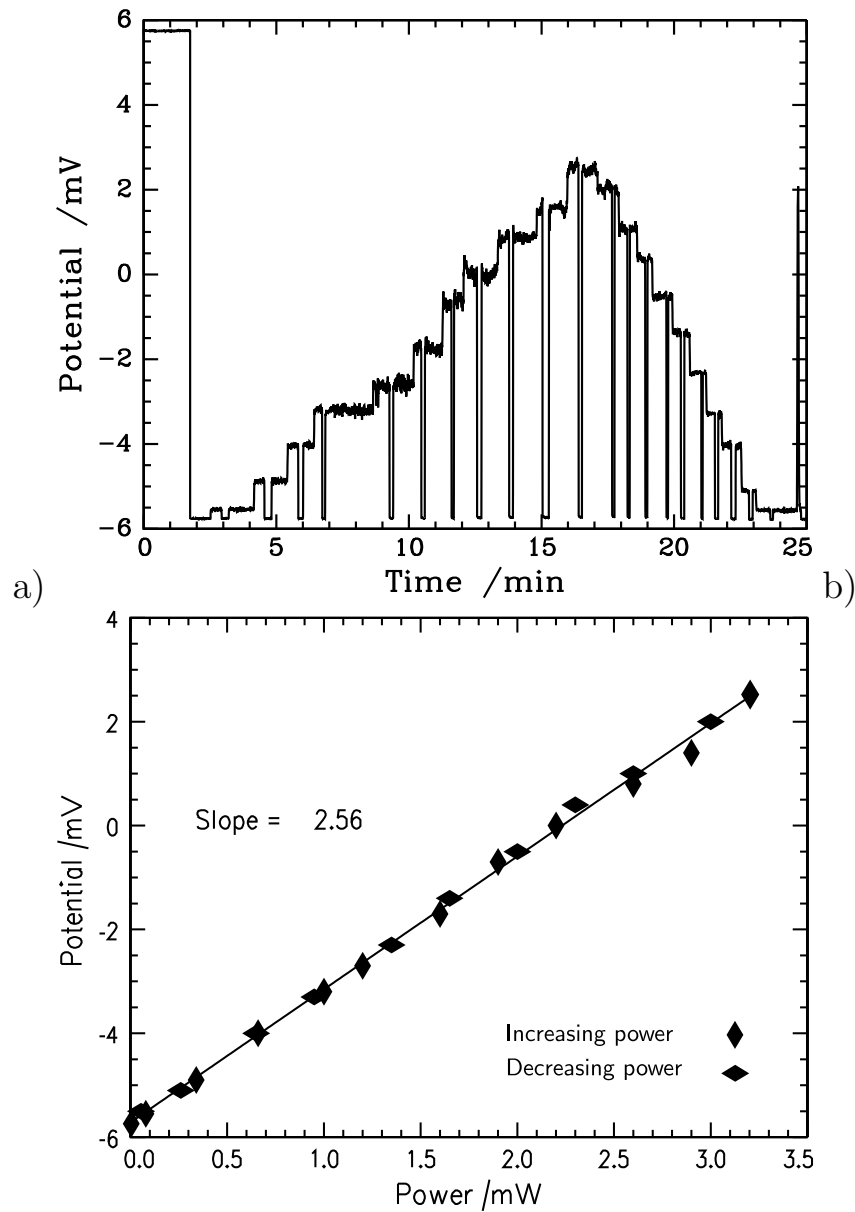 6
4
2
0
−2
−4
−6
Potential /mV
0 5 10 15 20 25
Time /min
a) b)
4
2
0
-2
-4
-6
Potential /mV
Slope = 2.56
Increasing power
Decreasing power
0.0 0.5 1.0 1.5 2.0 2.5 3.0 3.5
Power /mW